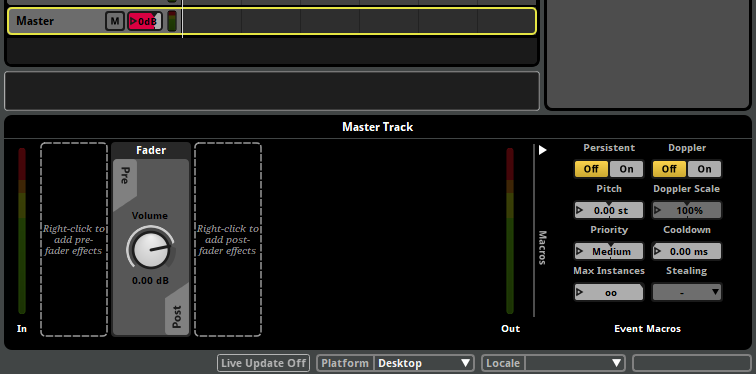 Master M 0dB
Master Track
Fader
Pre
Right-click to
add pre-
fader effects
Volume
0.00 dB
Post
Right-click to
add post-
fader effects
In
Out
Macros
Persistent Doppler
Off On Off On
Pitch Doppler Scale
0.00 st 100%
Priority Cooldown
Medium 0.00 ms
Max Instances Stealing
oo -
Event Macros
Live Update Off Platform Desktop Locale